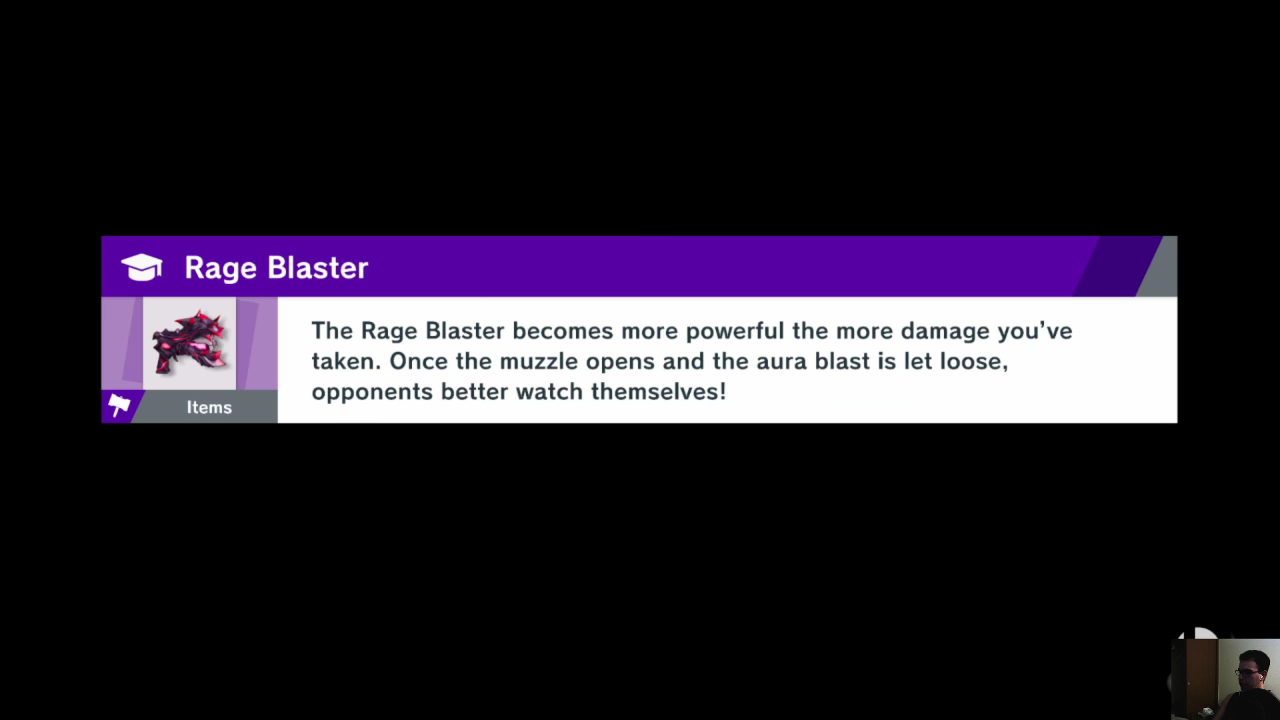 Rage Blaster
The Rage Blaster becomes more powerful the more damage you've
taken. Once the muzzle opens and the aura blast is let loose,
opponents better watch themselves!
Items